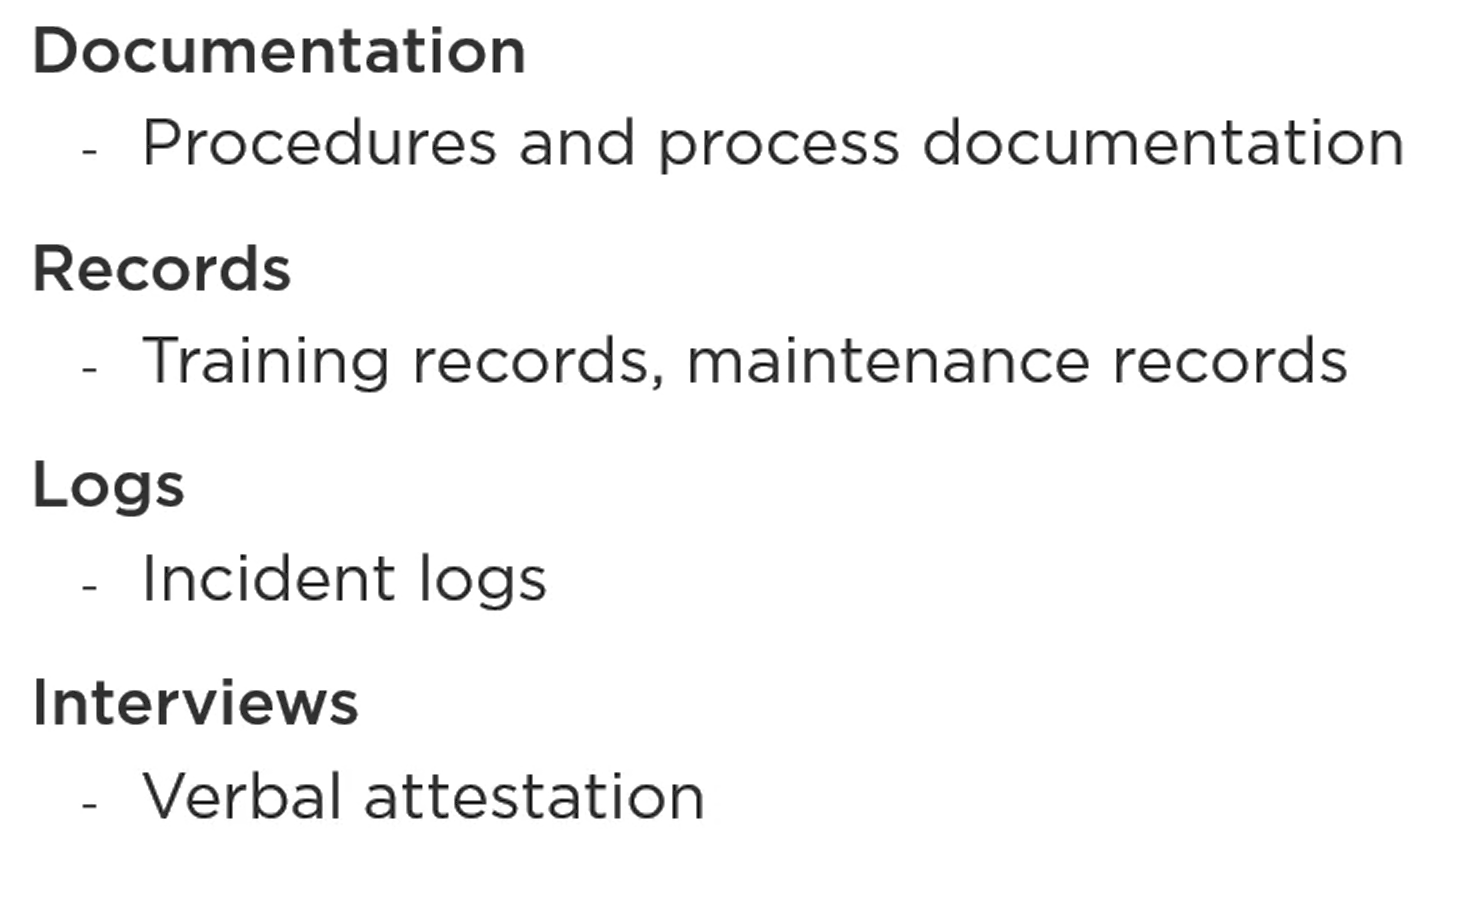 Documentation
- Procedures and process documentation
Records
- Training records, maintenance records
Logs
- Incident logs
Interviews
- Verbal attestation